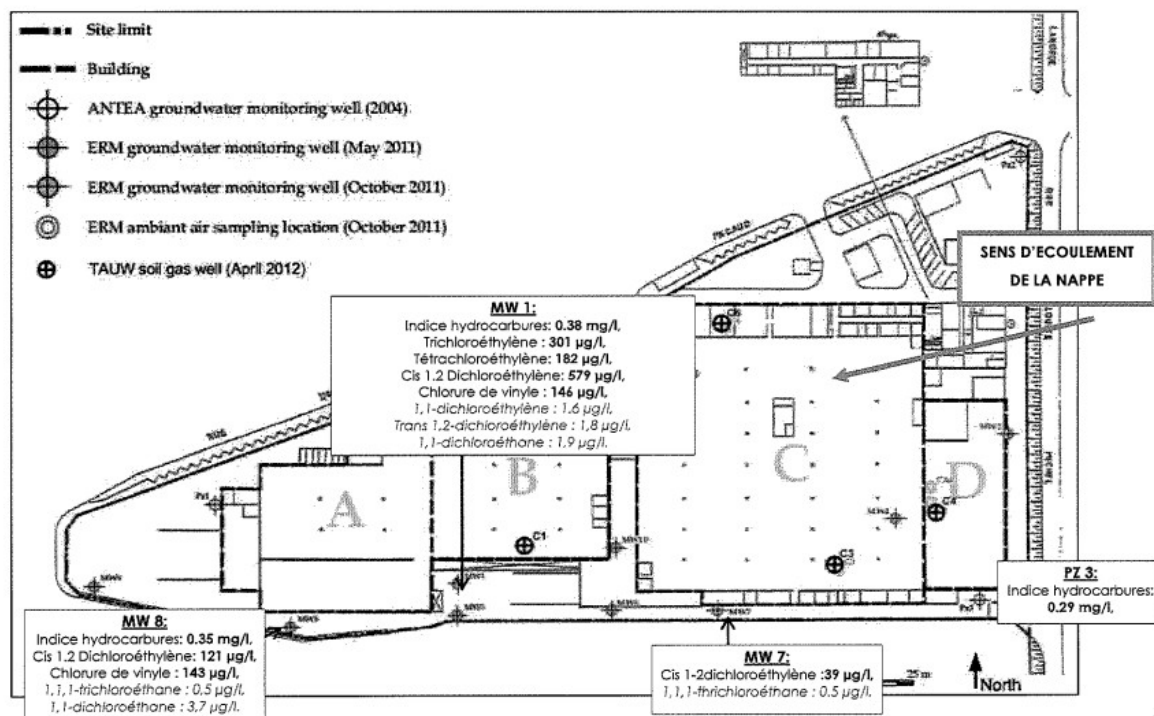 Site limit
Building
ANTEA groundwater monitoring well (2004)
ERM groundwater monitoring well (May 2011)
ERM groundwater monitoring well (October 2011)
ERM ambiant air sampling location (October 2011)
TAUW soil gas well (April 2012)
SENS D'ECOULEMENT
DE LA NAPPE
MW 1:
Indice hydrocarbures: 0.38 mg/l,
Trichloroéthylène : 301 µg/l,
Tétrachloroéthylène: 182 µg/l,
Cis 1.2 Dichloroéthylène: 579 µg/l,
Chlorure de vinyle : 146 µg/l,
1,1-dichloroéthylène : 1.6 µg/l,
Trans 1,2-dichloroéthylène : 1,8 µg/l,
1,1-dichloroéthane : 1,9 µg/l.
A
B
C
D
Pz1
Pz2
MW2
MW4
C4
C1
C3
MW7
Pz3
PZ 3:
Indice hydrocarbures:
0.29 mg/l,
MW 8:
Indice hydrocarbures: 0.35 mg/l,
Cis 1.2 Dichloroéthylène: 121 µg/l,
Chlorure de vinyle : 143 µg/l,
1,1,1-trichloroéthane : 0,5 µg/l,
1,1-dichloroéthane : 3,7 µg/l.
MW 7:
Cis 1-2dichloroéthylène :39 µg/l,
1,1,1-thrichloroéthane : 0.5 µg/l.
25 m
North